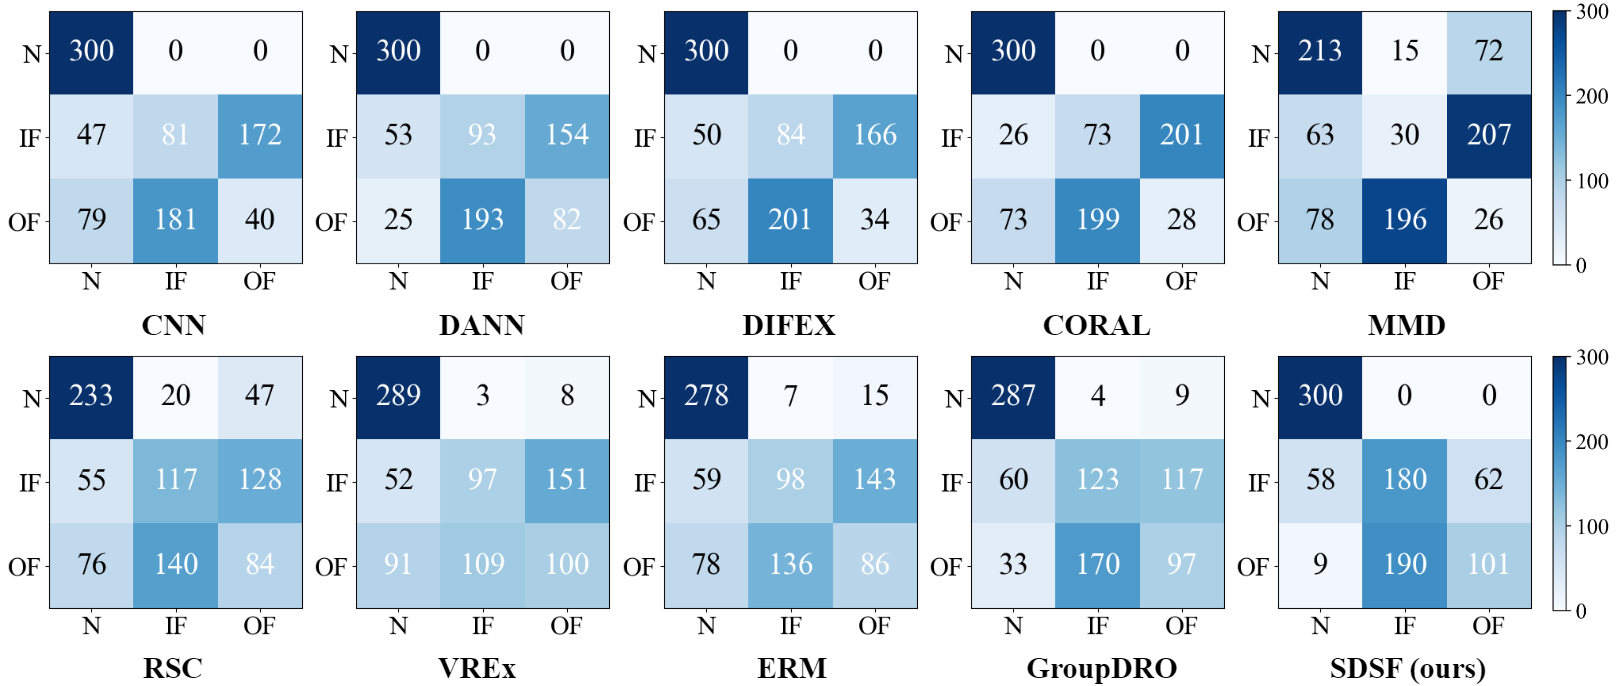 N 300 0 0
IF 47 81 172
OF 79 181 40
N IF OF
CNN
N 300 0 0
IF 53 93 154
OF 25 193 82
N IF OF
DANN
N 300 0 0
IF 50 84 166
OF 65 201 34
N IF OF
DIFEX
N 300 0 0
IF 26 73 201
OF 73 199 28
N IF OF
CORAL
N 213 15 72
IF 63 30 207
OF 78 196 26
N IF OF
MMD
300
200
100
0
N 233 20 47
IF 55 117 128
OF 76 140 84
N IF OF
RSC
N 289 3 8
IF 52 97 151
OF 91 109 100
N IF OF
VREx
N 278 7 15
IF 59 98 143
OF 78 136 86
N IF OF
ERM
N 287 4 9
IF 60 123 117
OF 33 170 97
N IF OF
GroupDRO
N 300 0 0
IF 58 180 62
OF 9 190 101
N IF OF
SDSF (ours)
300
200
100
0